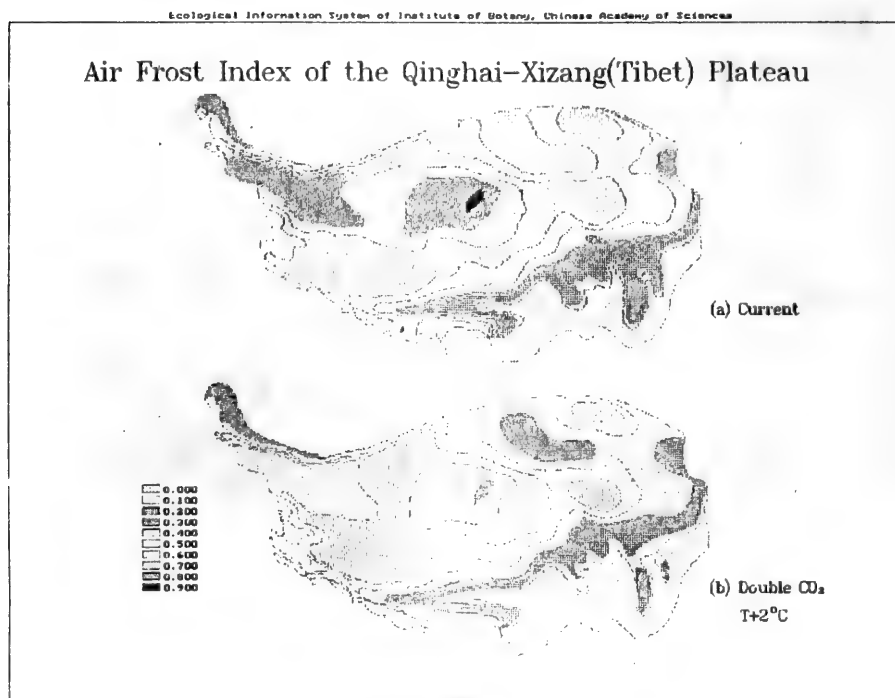 Ecological Information System of Institute of Botany, Chinese Academy of Sciences
Air Frost Index of the Qinghai-Xizang(Tibet) Plateau
(a) Current
0.000
0.100
0.200
0.300
0.400
0.500
0.600
0.700
0.800
0.900
(b) Double CO₂
T+2°C